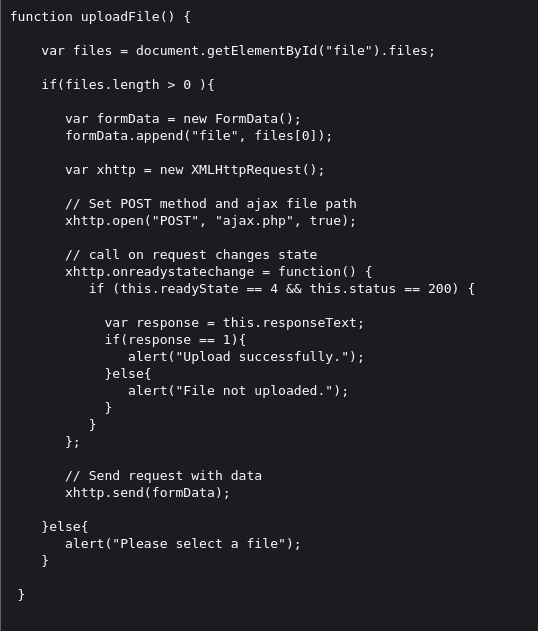 function uploadFile() {
var files = document.getElementById("file").files;
if(files.length > 0 ){
var formData = new FormData();
formData.append("file", files[0]);
var xhttp = new XMLHttpRequest();
// Set POST method and ajax file path
xhttp.open("POST", "ajax.php", true);
// call on request changes state
xhttp.onreadystatechange = function() {
if (this.readyState == 4 && this.status == 200) {
var response = this.responseText;
if(response == 1){
alert("Upload successfully.");
}else{
alert("File not uploaded.");
}
}
};
// Send request with data
xhttp.send(formData);
}else{
alert("Please select a file");
}
}